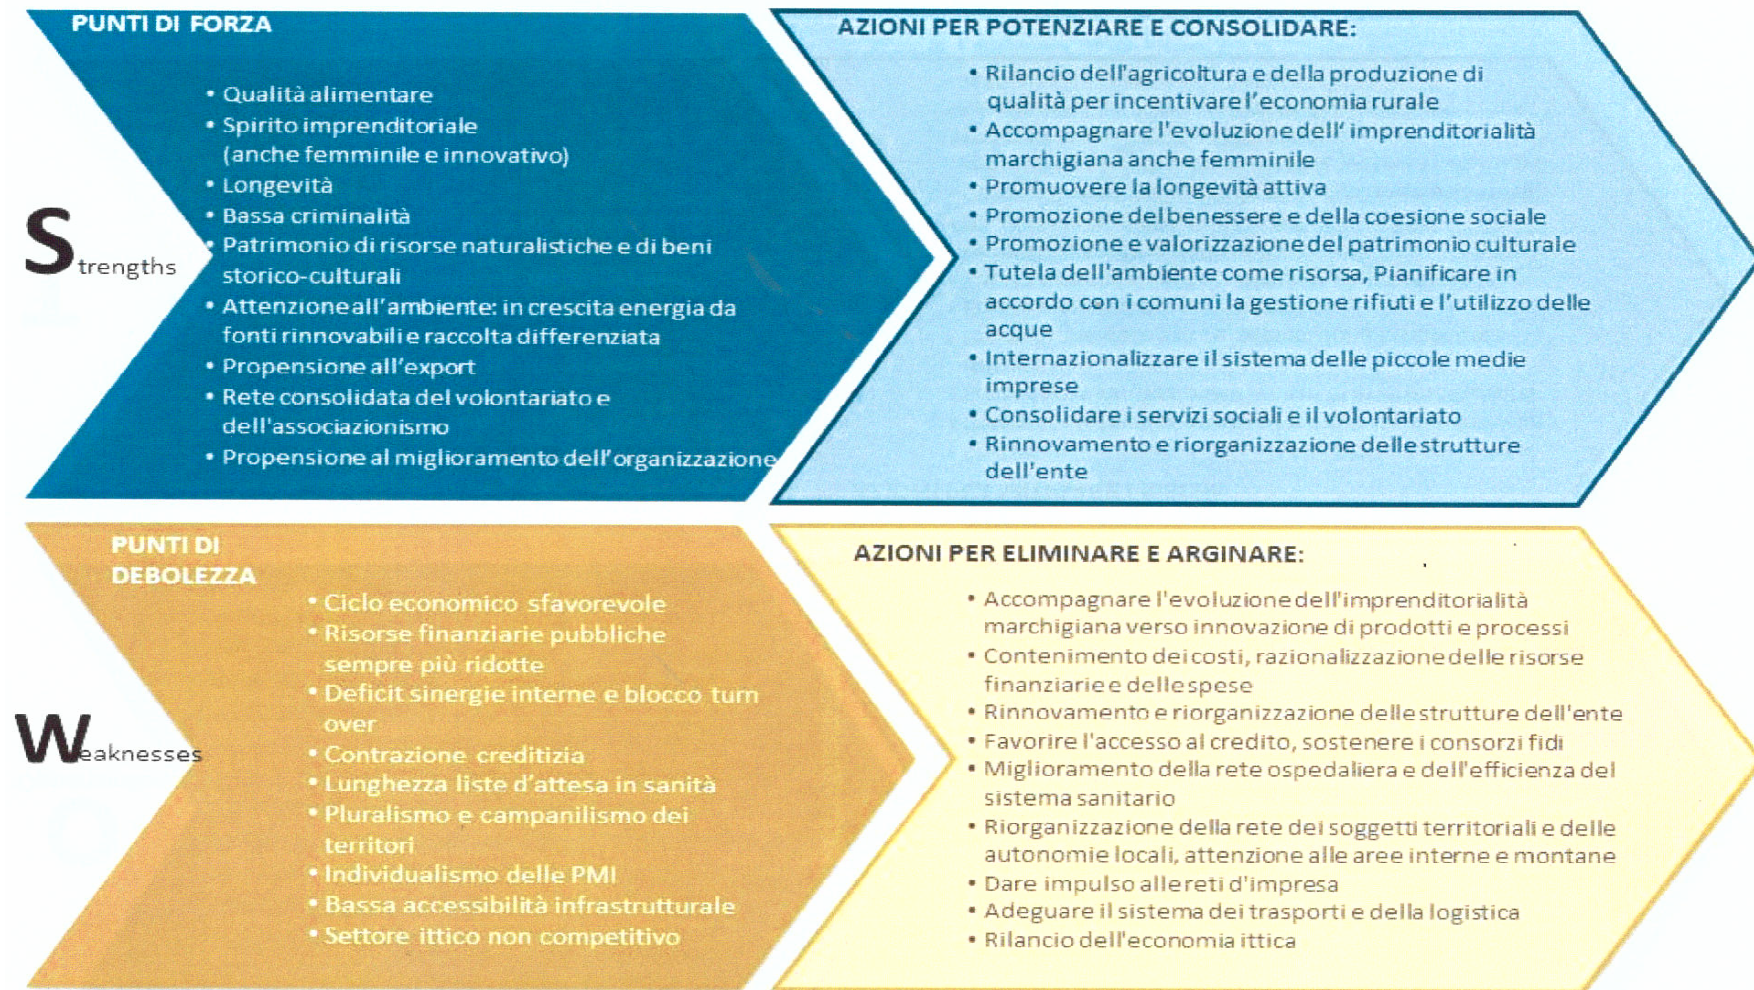 PUNTI DI FORZA
• Qualità alimentare
• Spirito imprenditoriale
(anche femminile e innovativo)
• Longevità
• Bassa criminalità
• Patrimonio di risorse naturalistiche e di beni
storico-culturali
• Attenzione all'ambiente: in crescita energia da
fonti rinnovabili e raccolta differenziata
• Propensione all'export
• Rete consolidata del volontariato e
dell'associazionismo
• Propensione al miglioramento dell'organizzazione
Strengths
AZIONI PER POTENZIARE E CONSOLIDARE:
• Rilancio dell'agricoltura e della produzione di
qualità per incentivare l'economia rurale
• Accompagnare l'evoluzione dell' imprenditorialità
marchigiana anche femminile
• Promuovere la longevità attiva
• Promozione del benessere e della coesione sociale
• Promozione e valorizzazione del patrimonio culturale
• Tutela dell'ambiente come risorsa, Pianificare in
accordo con i comuni la gestione rifiuti e l'utilizzo delle
acque
• Internazionalizzare il sistema delle piccole medie
imprese
• Consolidare i servizi sociali e il volontariato
• Rinnovamento e riorganizzazione delle strutture
dell'ente
PUNTI DI
DEBOLEZZA
• Ciclo economico sfavorevole
• Risorse finanziarie pubbliche
sempre più ridotte
• Deficit sinergie interne e blocco turn
over
• Contrazione creditizia
• Lunghezza liste d'attesa in sanità
• Pluralismo e campanilismo dei
territori
• Individualismo delle PMI
• Bassa accessibilità infrastrutturale
• Settore ittico non competitivo
Weaknesses
AZIONI PER ELIMINARE E ARGINARE:
• Accompagnare l'evoluzione dell'imprenditorialità
marchigiana verso innovazione di prodotti e processi
• Contenimento dei costi, razionalizzazione delle risorse
finanziarie e delle spese
• Rinnovamento e riorganizzazione delle strutture dell'ente
• Favorire l'accesso al credito, sostenere i consorzi fidi
• Miglioramento della rete ospedaliera e dell'efficienza del
sistema sanitario
• Riorganizzazione della rete dei soggetti territoriali e delle
autonomie locali, attenzione alle aree interne e montane
• Dare impulso alle reti d'impresa
• Adeguare il sistema dei trasporti e della logistica
• Rilancio dell'economia ittica